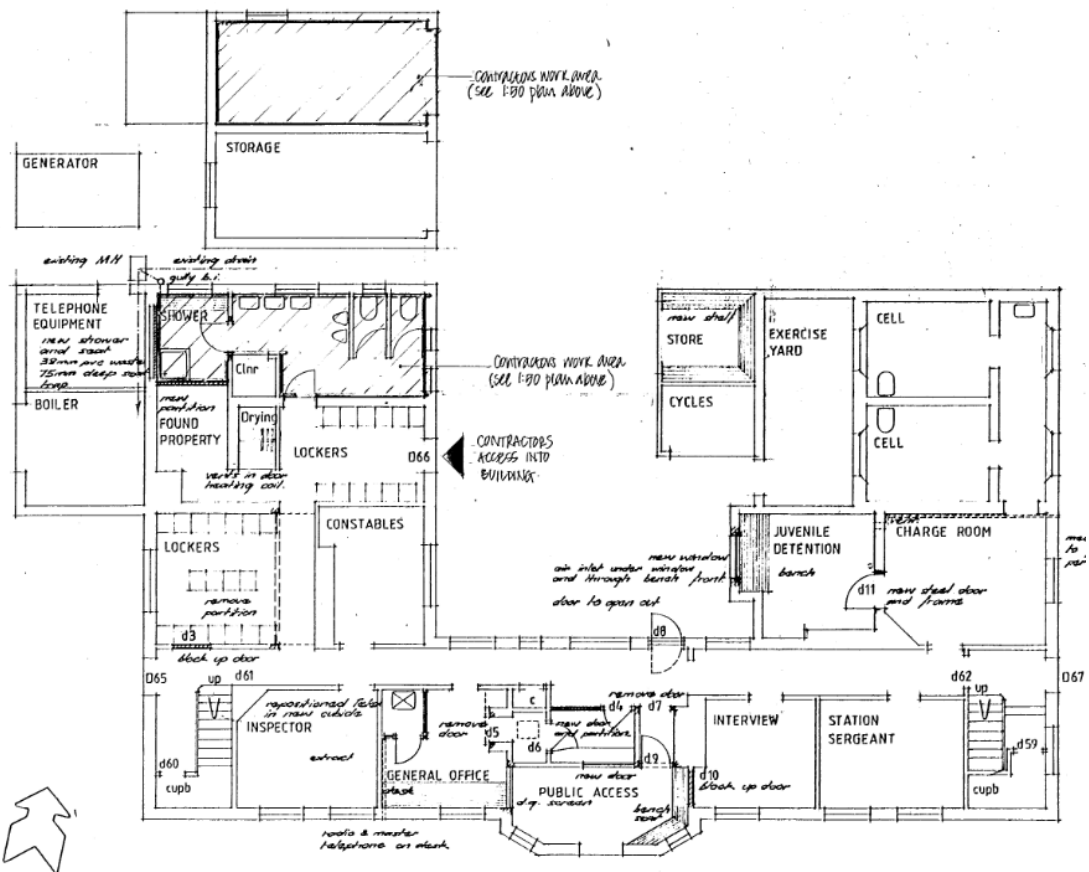 contractors work area
(see 1:50 plan above)
STORAGE
GENERATOR
existing MH
existing drain
gully b.i.
TELEPHONE
EQUIPMENT
new shower
and seat
38mm pvc waste
75mm deep seal
trap
BOILER
SHOWER
Clnr
new
partition
FOUND
PROPERTY
Drying
vents in door
heating coil.
LOCKERS
contractors work area
(see 1:50 plan above)
D66
CONTRACTORS
ACCESS INTO
BUILDING.
new shelf
STORE
CYCLES
EXERCISE
YARD
CELL
CELL
LOCKERS
remove
partition
d3
block up door
CONSTABLES
new window
air inlet under window
and through bench front
door to open out
d8
JUVENILE
DETENTION
bench
vent.
CHARGE ROOM
d11
new steel door
and frame
to
D65
up
d61
d60
cupb
repositioned
in new
INSPECTOR
extract
remove
door
d5
GENERAL OFFICE
desk
radio & master
telephone on desk
c
d6
new door
and partition
remove door
d4
d7
d9
new door
PUBLIC ACCESS
d.g. screen
bench
seat
INTERVIEW
d10
block up door
STATION
SERGEANT
d62
up
D67
d59
cupb